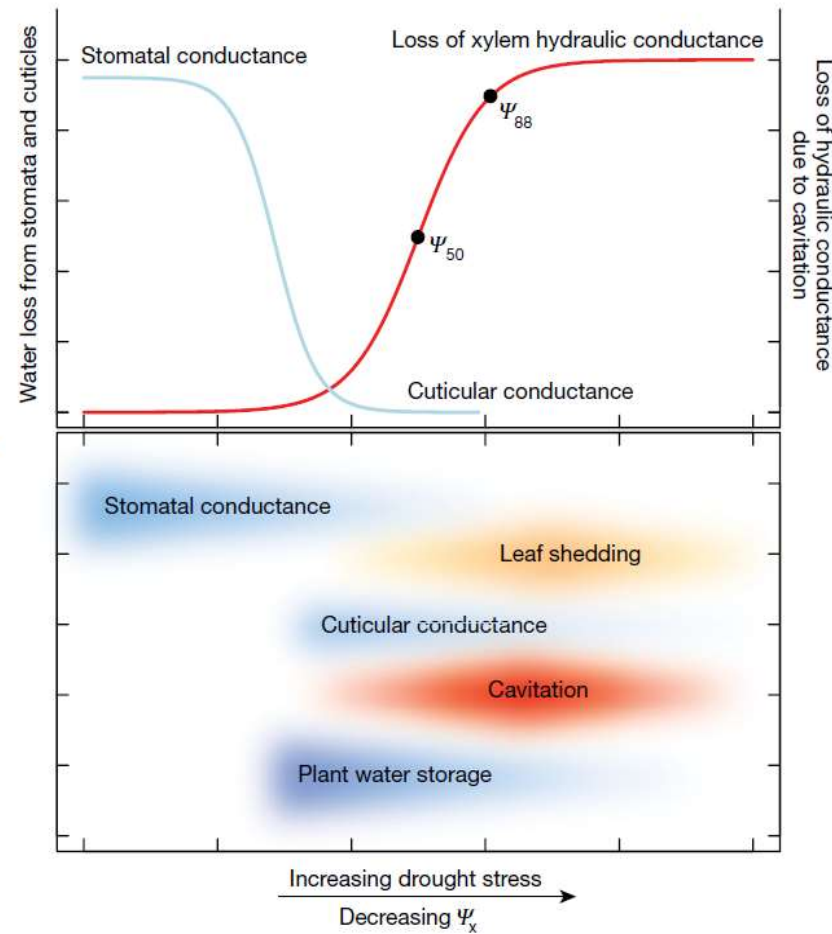 Stomatal conductance
Loss of xylem hydraulic conductance
Ψ88
Ψ50
Cuticular conductance
Water loss from stomata and cuticles
Loss of hydraulic conductance
due to cavitation
Stomatal conductance
Leaf shedding
Cuticular conductance
Cavitation
Plant water storage
Increasing drought stress
Decreasing Ψx